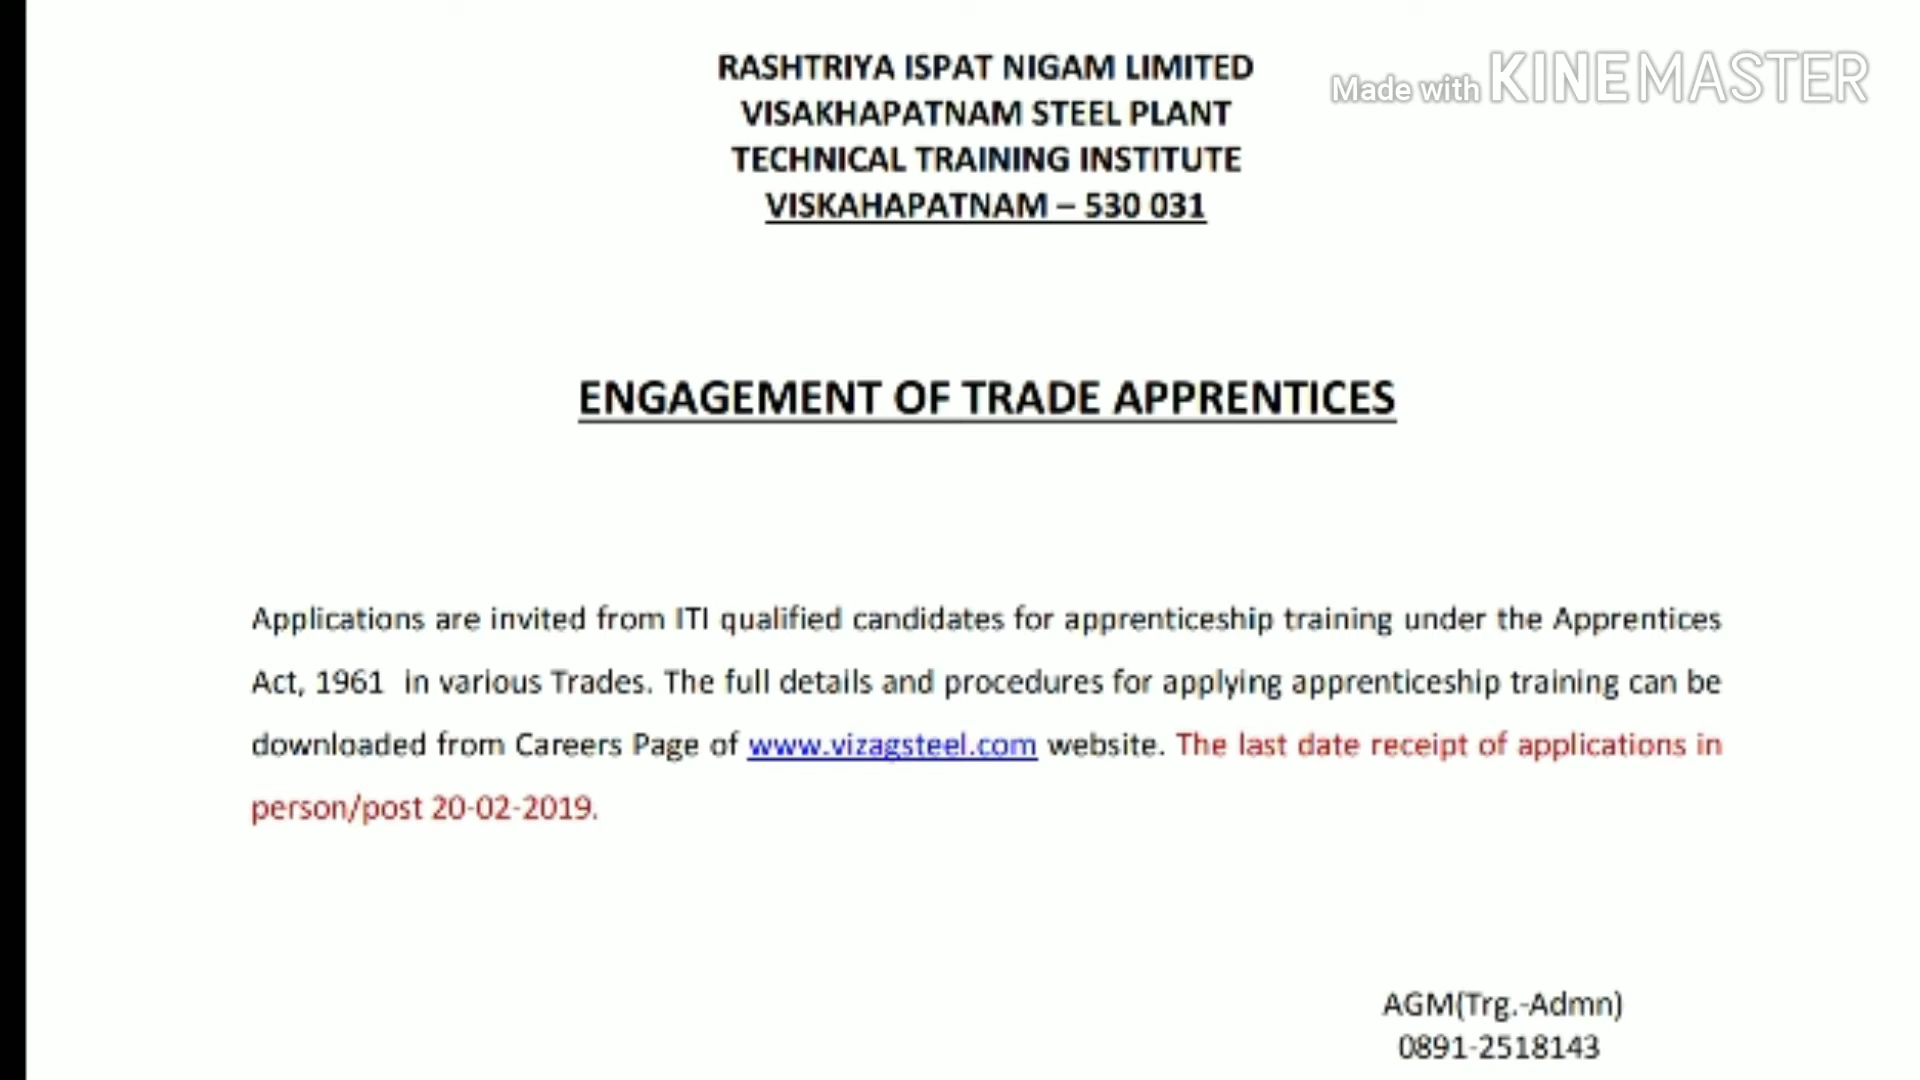 RASHTRIYA ISPAT NIGAM LIMITED
Made with KINEMASTER
VISAKHAPATNAM STEEL PLANT
TECHNICAL TRAINING INSTITUTE
VISKAHAPATNAM – 530 031
ENGAGEMENT OF TRADE APPRENTICES
Applications are invited from ITI qualified candidates for apprenticeship training under the Apprentices
Act, 1961 in various Trades. The full details and procedures for applying apprenticeship training can be
downloaded from Careers Page of www.vizagsteel.com website. The last date receipt of applications in
person/post 20-02-2019.
AGM(Trg.-Admn)
0891-2518143